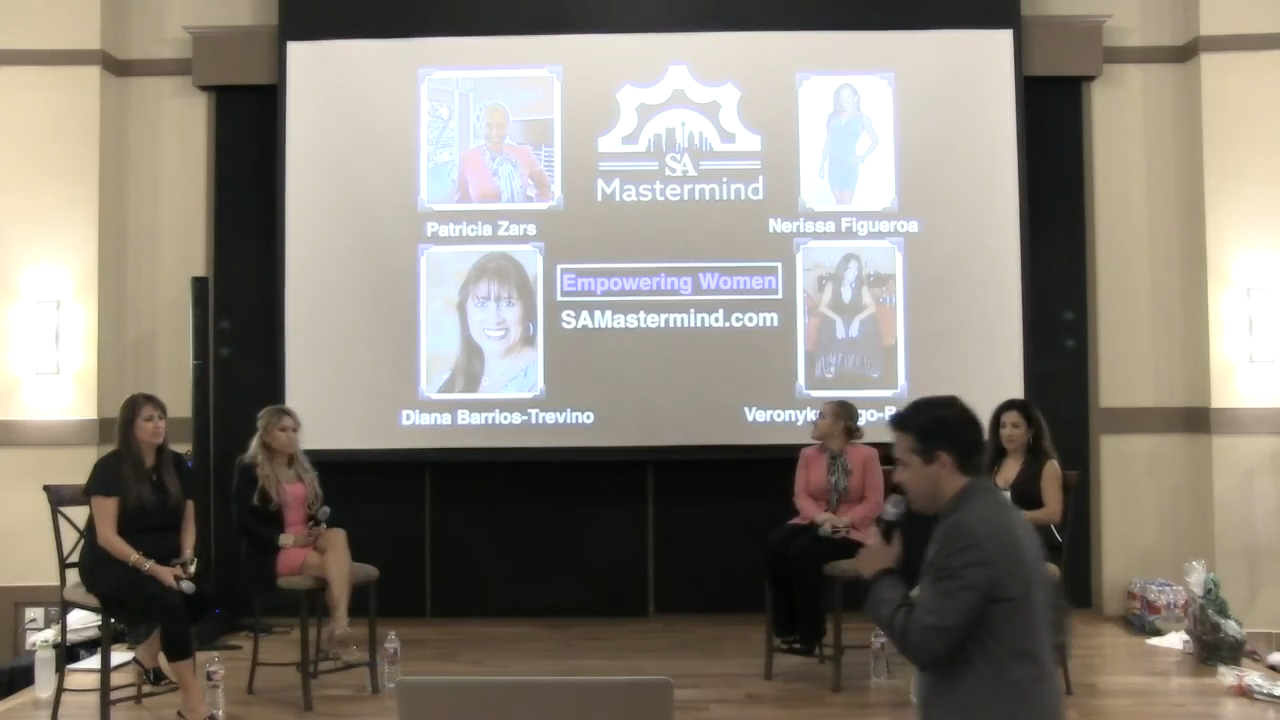 SA
Mastermind
Patricia Zars
Nerissa Figueroa
Empowering Women
SAMastermind.com
Diana Barrios-Trevino